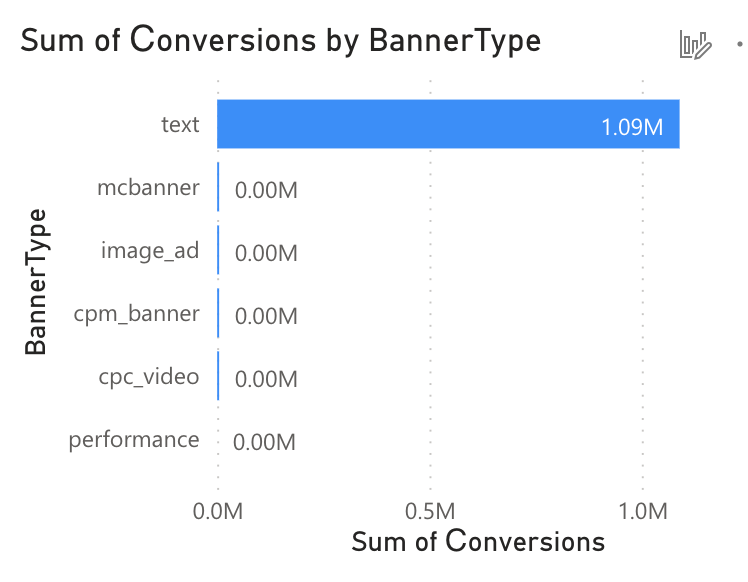 Sum of Conversions by BannerType
text
1.09M
mcbanner
0.00M
image_ad
0.00M
cpm_banner
0.00M
cpc_video
0.00M
performance
0.00M
BannerType
0.0M
0.5M
1.0M
Sum of Conversions